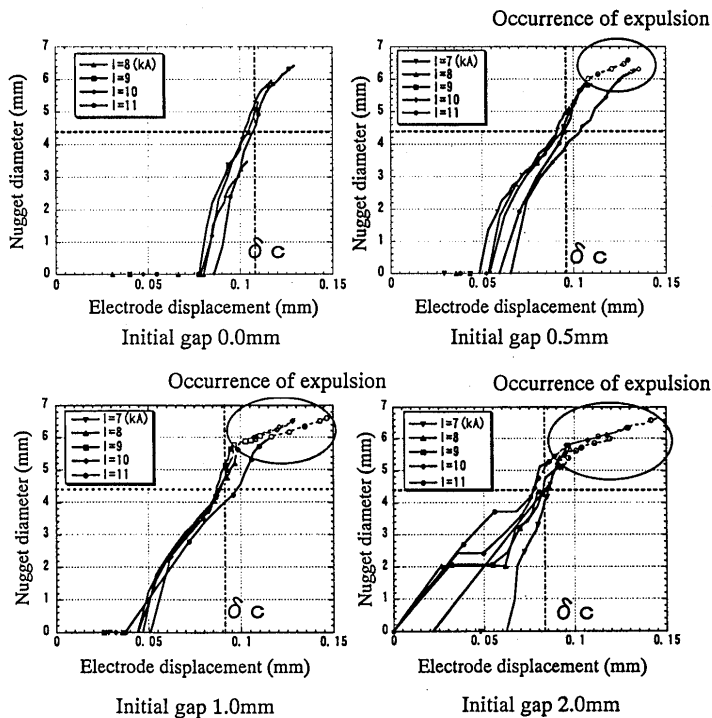 Occurrence of expulsion
7
6
5
4
3
2
1
0
Nugget diameter (mm)
I=8(kA)
I=9
I=10
I=11
δc
0
0.05
0.1
0.15
Electrode displacement (mm)
Initial gap 0.0mm
7
6
5
4
3
2
1
0
Nugget diameter (mm)
I=7(kA)
I=8
I=9
I=10
I=11
δc
0
0.05
0.1
0.15
Electrode displacement (mm)
Initial gap 0.5mm
Occurrence of expulsion
7
6
5
4
3
2
1
0
Nugget diameter (mm)
I=7(kA)
I=8
I=9
I=10
I=11
δc
0
0.05
0.1
0.15
Electrode displacement (mm)
Initial gap 1.0mm
Occurrence of expulsion
7
6
5
4
3
2
1
0
Nugget diameter (mm)
I=7(kA)
I=8
I=9
I=10
I=11
δc
0
0.05
0.1
0.15
Electrode displacement (mm)
Initial gap 2.0mm